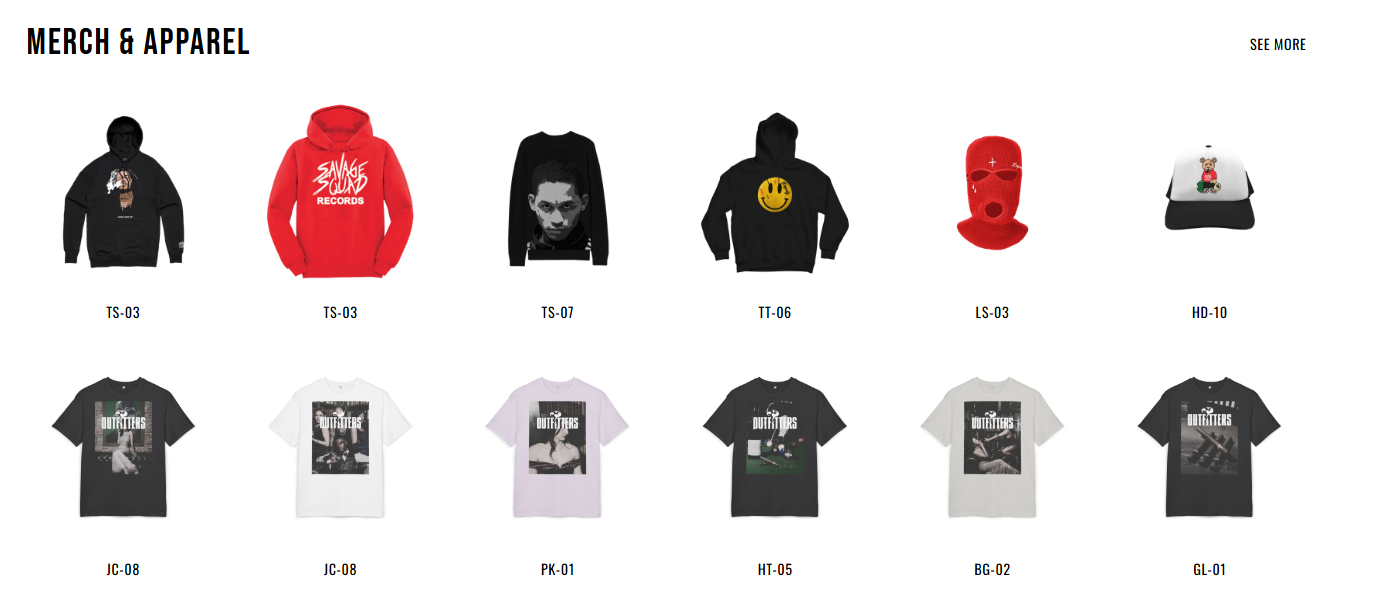 MERCH & APPAREL
SEE MORE
SAVAGE
SQUAD
RECORDS
TS-03
TS-03
TS-07
TT-06
LS-03
HD-10
OUTFITTERS
OUTFITTERS
OUTFITTERS
OUTFITTERS
OUTFITTERS
OUTFITTERS
JC-08
JC-08
PK-01
HT-05
BG-02
GL-01